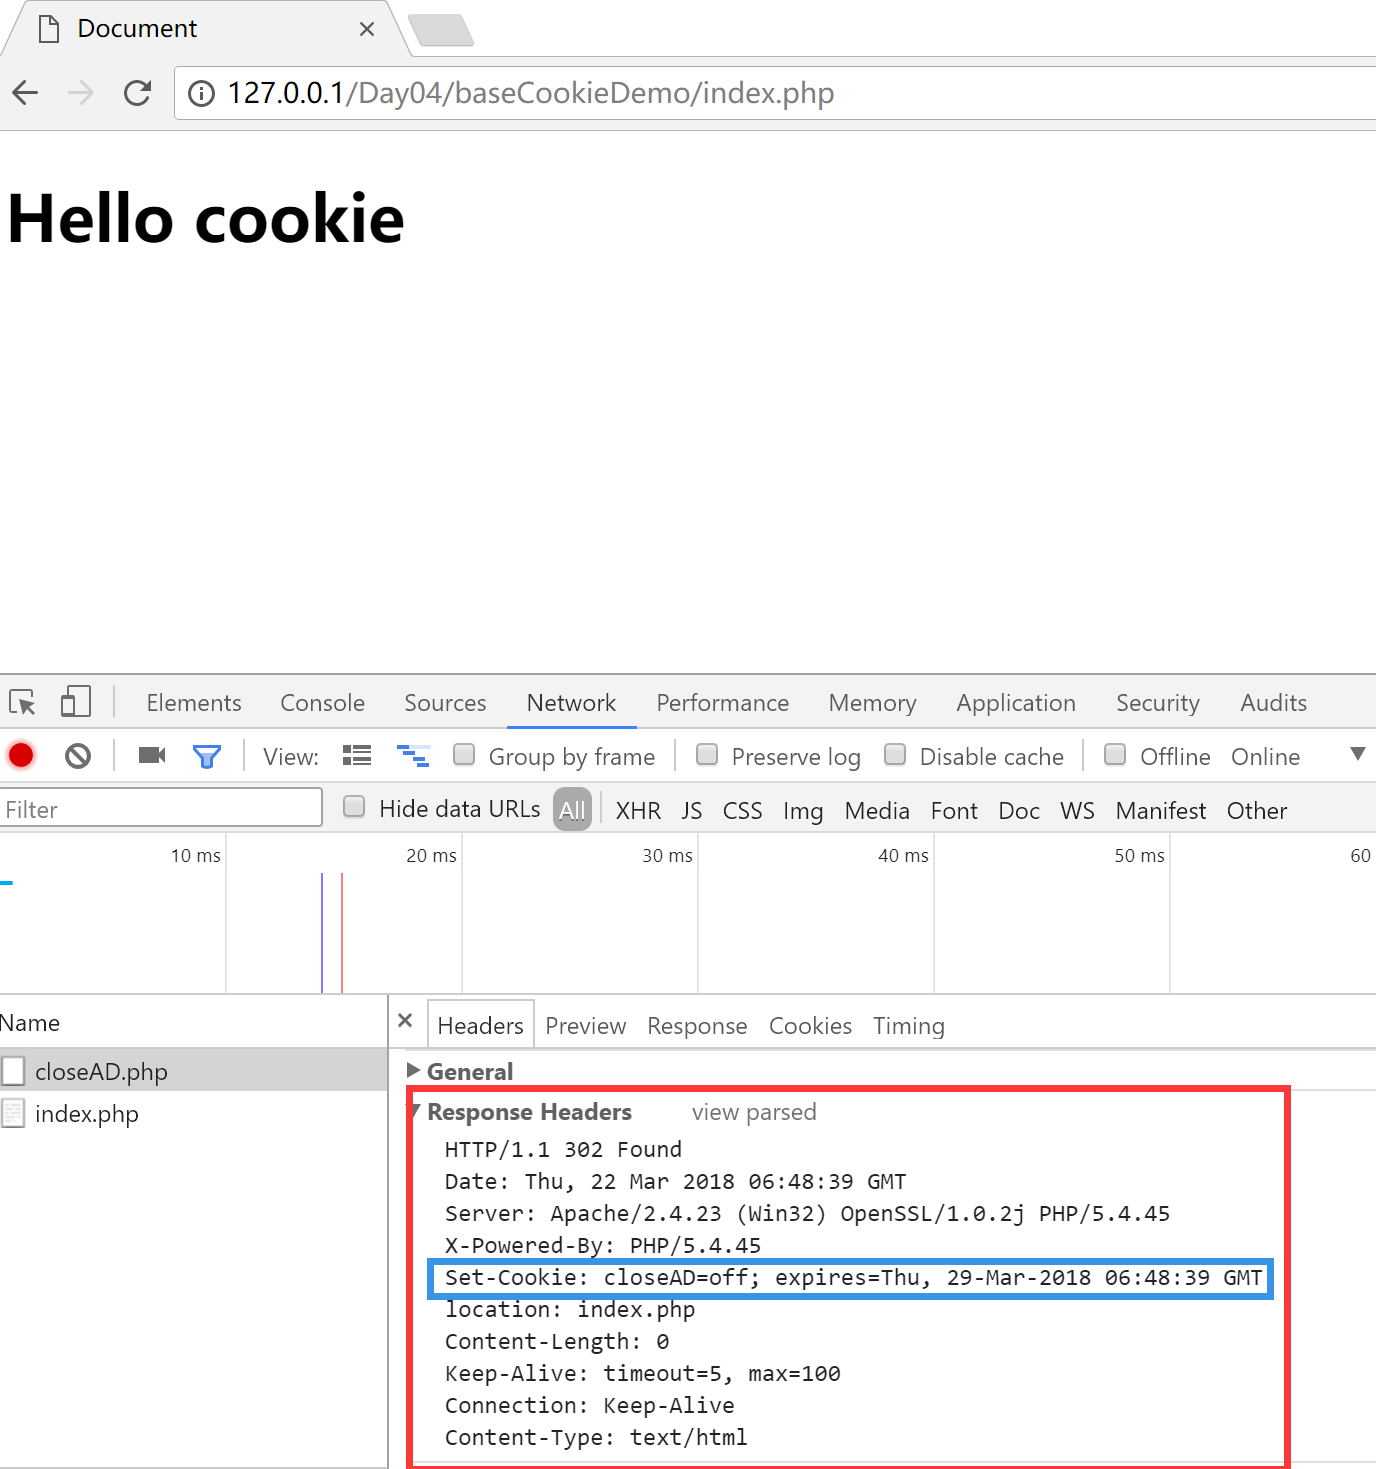 Document
127.0.0.1/Day04/baseCookieDemo/index.php
Hello cookie
Elements Console Sources Network Performance Memory Application Security Audits
View: Group by frame Preserve log Disable cache Offline Online
Filter Hide data URLs All XHR JS CSS Img Media Font Doc WS Manifest Other
10 ms 20 ms 30 ms 40 ms 50 ms 60
Name
closeAD.php
index.php
Headers Preview Response Cookies Timing
General
Response Headers view parsed
HTTP/1.1 302 Found
Date: Thu, 22 Mar 2018 06:48:39 GMT
Server: Apache/2.4.23 (Win32) OpenSSL/1.0.2j PHP/5.4.45
X-Powered-By: PHP/5.4.45
Set-Cookie: closeAD=off; expires=Thu, 29-Mar-2018 06:48:39 GMT
location: index.php
Content-Length: 0
Keep-Alive: timeout=5, max=100
Connection: Keep-Alive
Content-Type: text/html